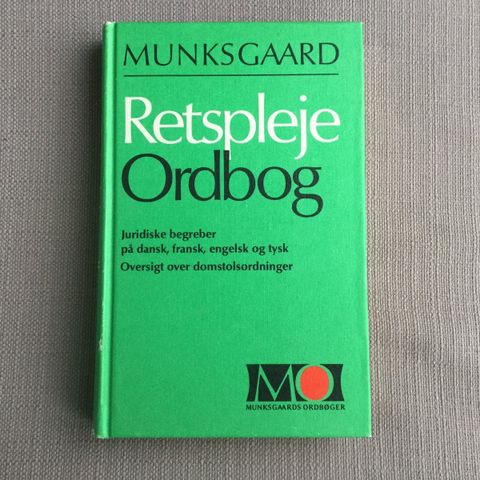 MUNKSGAARD
Retspleje
Ordbog
Juridiske begreber
på dansk, fransk, engelsk og tysk
Oversigt over domstolsordninger
MO
MUNKSGAARDS ORDBØGER